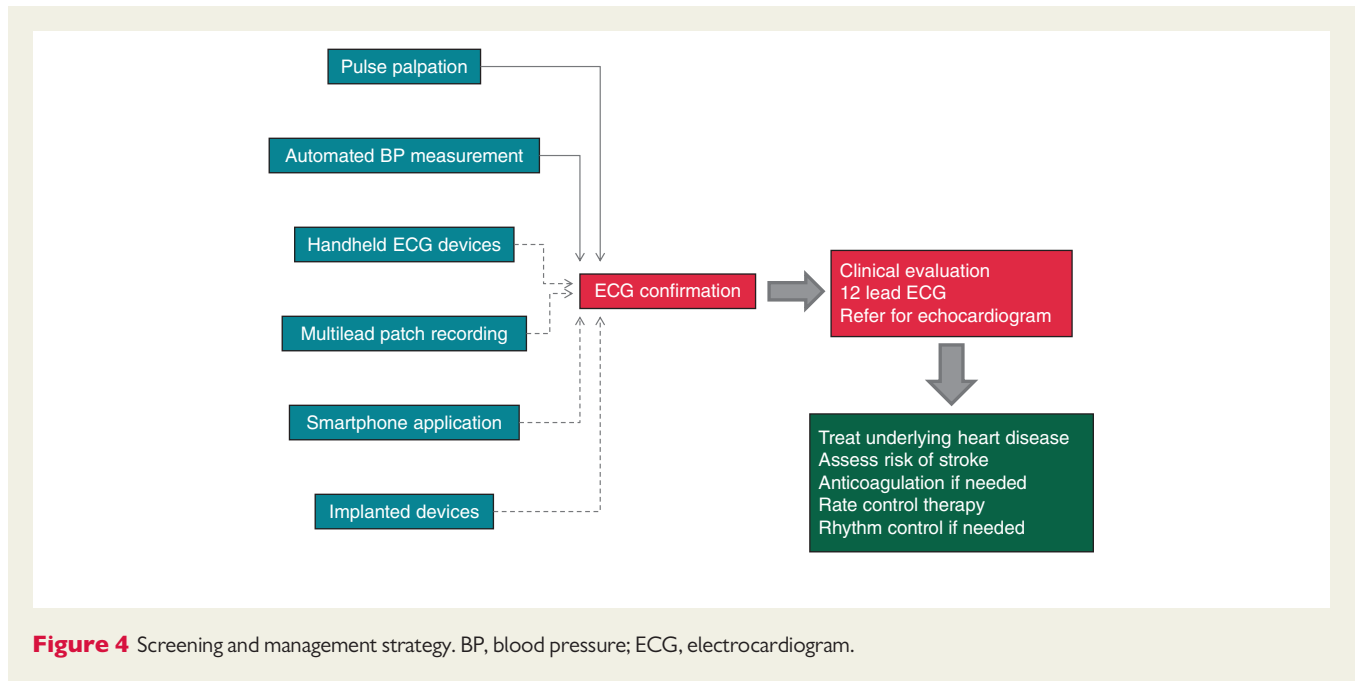 Pulse palpation
Automated BP measurement
Handheld ECG devices
Multilead patch recording
Smartphone application
Implanted devices
ECG confirmation
Clinical evaluation
12 lead ECG
Refer for echocardiogram
Treat underlying heart disease
Assess risk of stroke
Anticoagulation if needed
Rate control therapy
Rhythm control if needed
Figure 4 Screening and management strategy. BP, blood pressure; ECG, electrocardiogram.